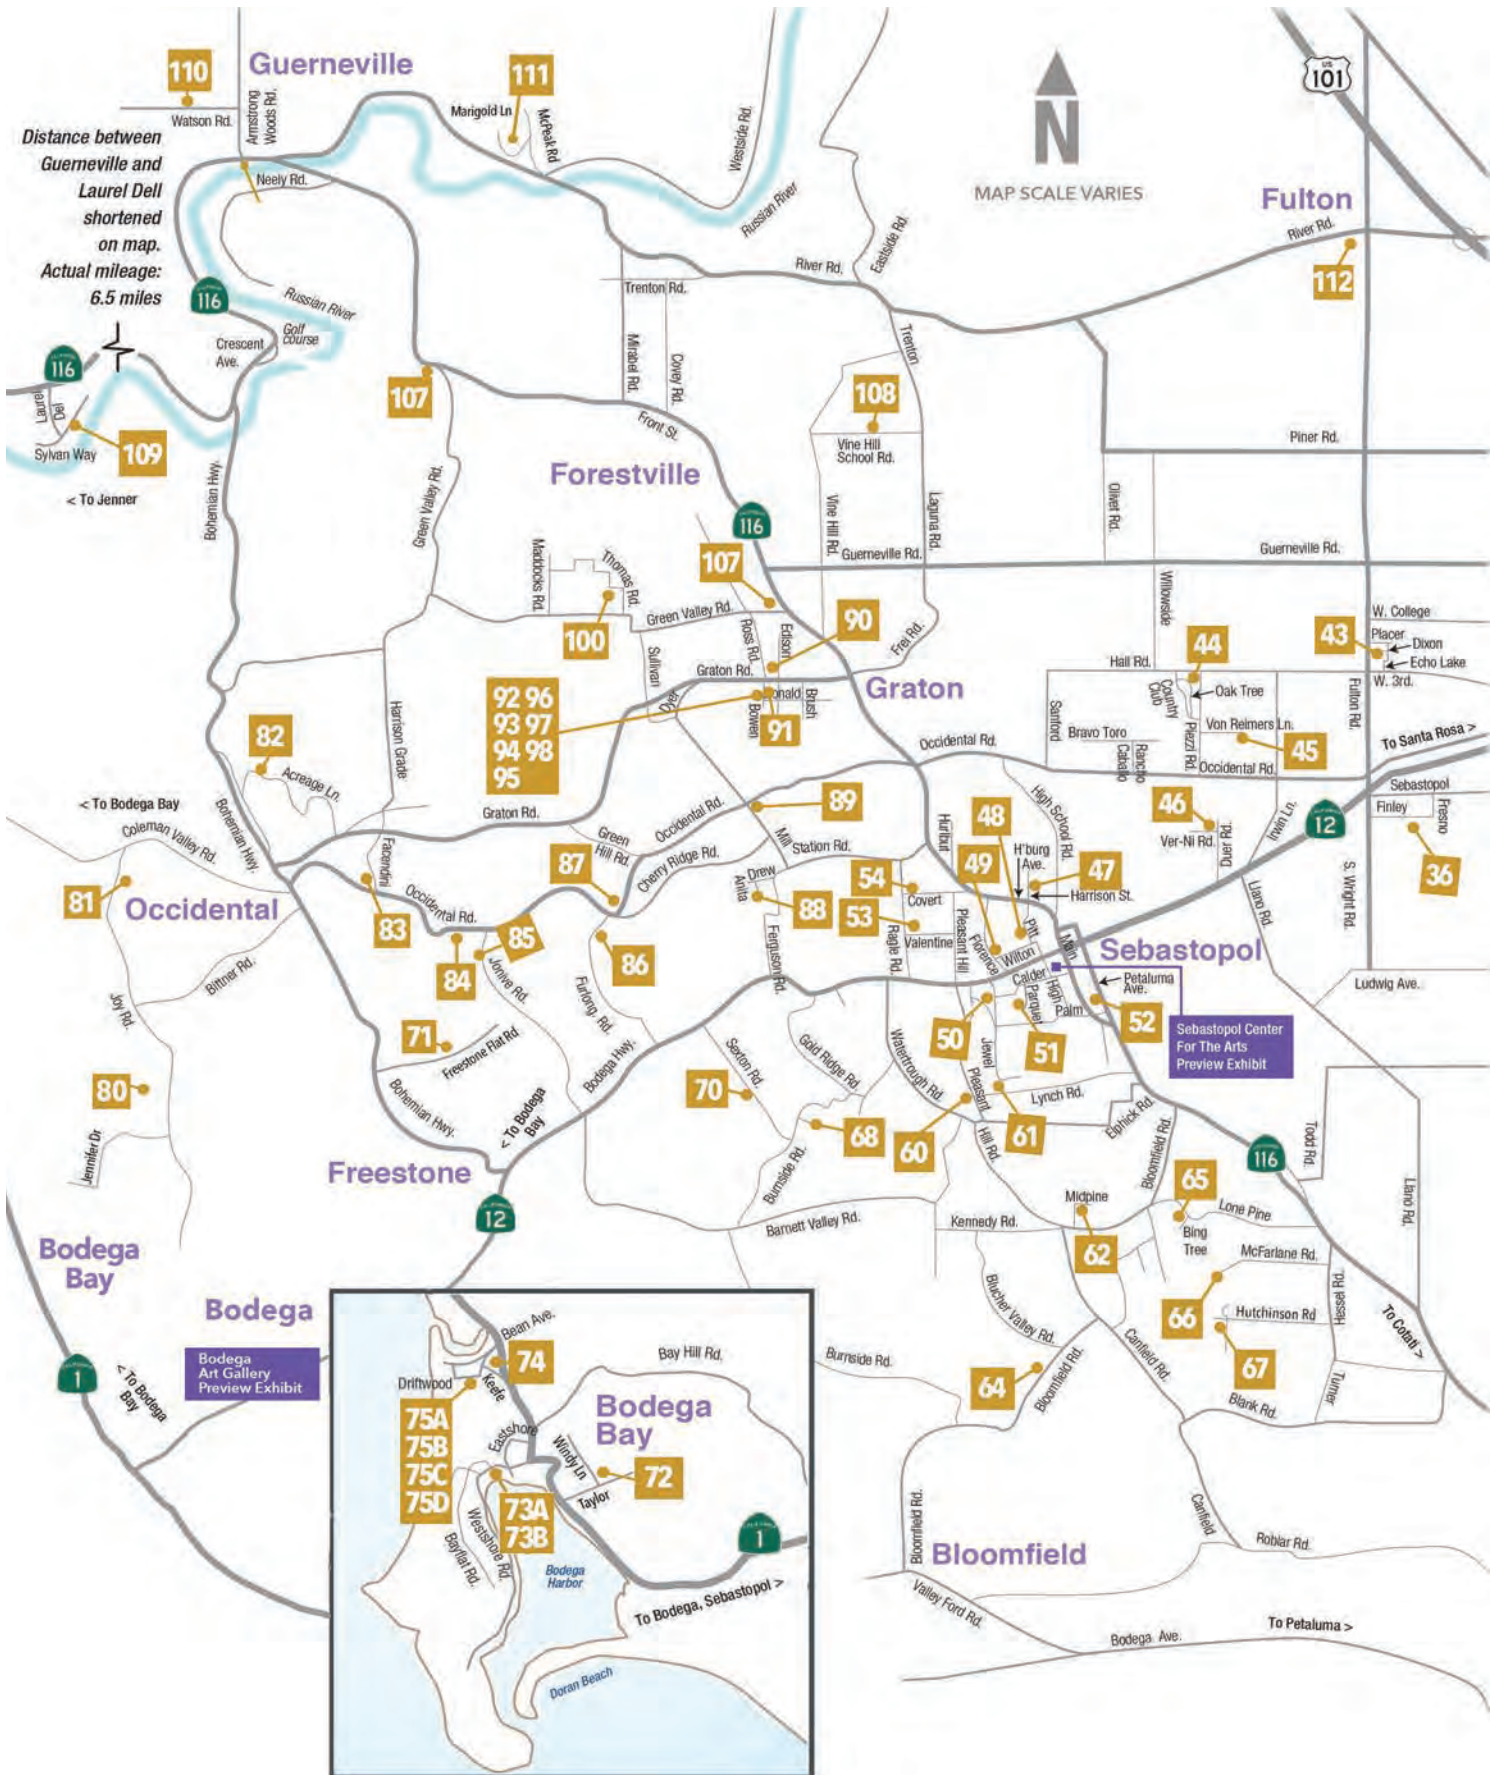 110
Guerneville
111
US
101
Watson Rd.
Armstrong
Woods Rd.
Marigold Ln
McPeak Rd
Westside Rd.
N
MAP SCALE VARIES
Distance between
Guerneville and
Laurel Dell
shortened
on map.
Actual mileage:
6.5 miles
Neely Rd.
Russian River
Eastside Rd.
Fulton
River Rd.
112
116
Russian River
Golf
course
Crescent
Ave.
River Rd.
Trenton Rd.
Mirabel Rd.
Covey Rd.
Trenton
116
Laurel
Dell
Sylvan Way
109
< To Jenner
107
Front St.
108
Vine Hill
School Rd.
Piner Rd.
Forestville
Bohemian Hwy.
Green Valley Rd.
116
Vine Hill Rd.
Laguna Rd.
Olivet Rd.
Guerneville Rd.
Guerneville Rd.
Maddocks Rd.
Thomas Rd.
107
100
Green Valley Rd.
Ross Rd.
Edison
90
Frei Rd.
Willowside
W. College
43
Placer
Dixon
Echo Lake
W. 3rd.
Hall Rd.
44
Country
Club
Oak Tree
Fulton Rd.
Sullivan
Graton Rd.
Graton
Dyer
Bowen
Brush
91
92 96
93 97
94 98
95
Harrison Grade
82
Acreage Ln.
Sanford
Bravo Toro
Rancho
Caballo
Piezzi Rd.
Von Reimers Ln.
45
Occidental Rd.
Occidental Rd.
To Santa Rosa >
Sebastopol
Finley
Fresno
36
12
< To Bodega Bay
Coleman Valley Rd.
Bohemian Hwy.
Graton Rd.
Green
Hill Rd.
Occidental Rd.
89
Mill
Station Rd.
Cherry Ridge Rd.
Hurlbut
High School Rd.
48
H'burg
Ave.
49
47
Harrison St.
46
Ver-Ni Rd.
Duer Rd
Irwin Ln.
Llano Rd.
S. Wright Rd.
81
Occidental
Facendini
83
Occidental Rd.
84
85
87
86
Drew
Anita
88
Ferguson Rd.
54
Covert
53
Valentine
Ragle Rd.
Pleasant Hill
Florence
Wilton
Pitt
Main
Sebastopol
Calder
High
Parquet
Palm
Petaluma
Ave.
52
Ludwig Ave.
Sebastopol Center
For The Arts
Preview Exhibit
Bittner Rd.
Joy Rd.
Jonive Rd.
Furlong. Rd.
71
Freestone Flat Rd.
Bodega Hwy.
Sexton Rd.
70
Gold Ridge Rd.
Watertrough Rd.
50
51
Jewel
Pleasant
Hill Rd.
Lynch Rd.
Elphick Rd.
80
Jennifer Dr
Bohemian Hwy.
< To Bodega
Bay
68
60
61
Bloomfield Rd.
116
Todd Rd.
Llano Rd.
Freestone
12
Burnside Rd.
Barnett Valley Rd.
Kennedy Rd.
Midpine
62
65
Lone Pine
Bing
Tree
McFarlane Rd.
66
Hutchinson Rd
67
Hessel Rd.
To Cotati >
Bodega
Bay
Bodega
Bodega
Art Gallery
Preview Exhibit
1
< To Bodega
Bay
Blucher Valley Rd.
Burnside Rd.
64
Bloomfield Rd.
Canfield Rd.
Blank Rd.
Turner
Bean Ave.
74
Driftwood
Keefe
75A
75B
75C
75D
Eastshore
Bay Hill Rd.
Bodega
Bay
Windy Ln
Taylor
72
73A
73B
Westshore Rd.
Bayflat Rd.
Bodega
Harbor
1
To Bodega, Sebastopol >
Doran Beach
Bloomfield Rd.
Bloomfield
Canfield
Roblar Rd.
Valley Ford Rd.
Bodega Ave.
To Petaluma >